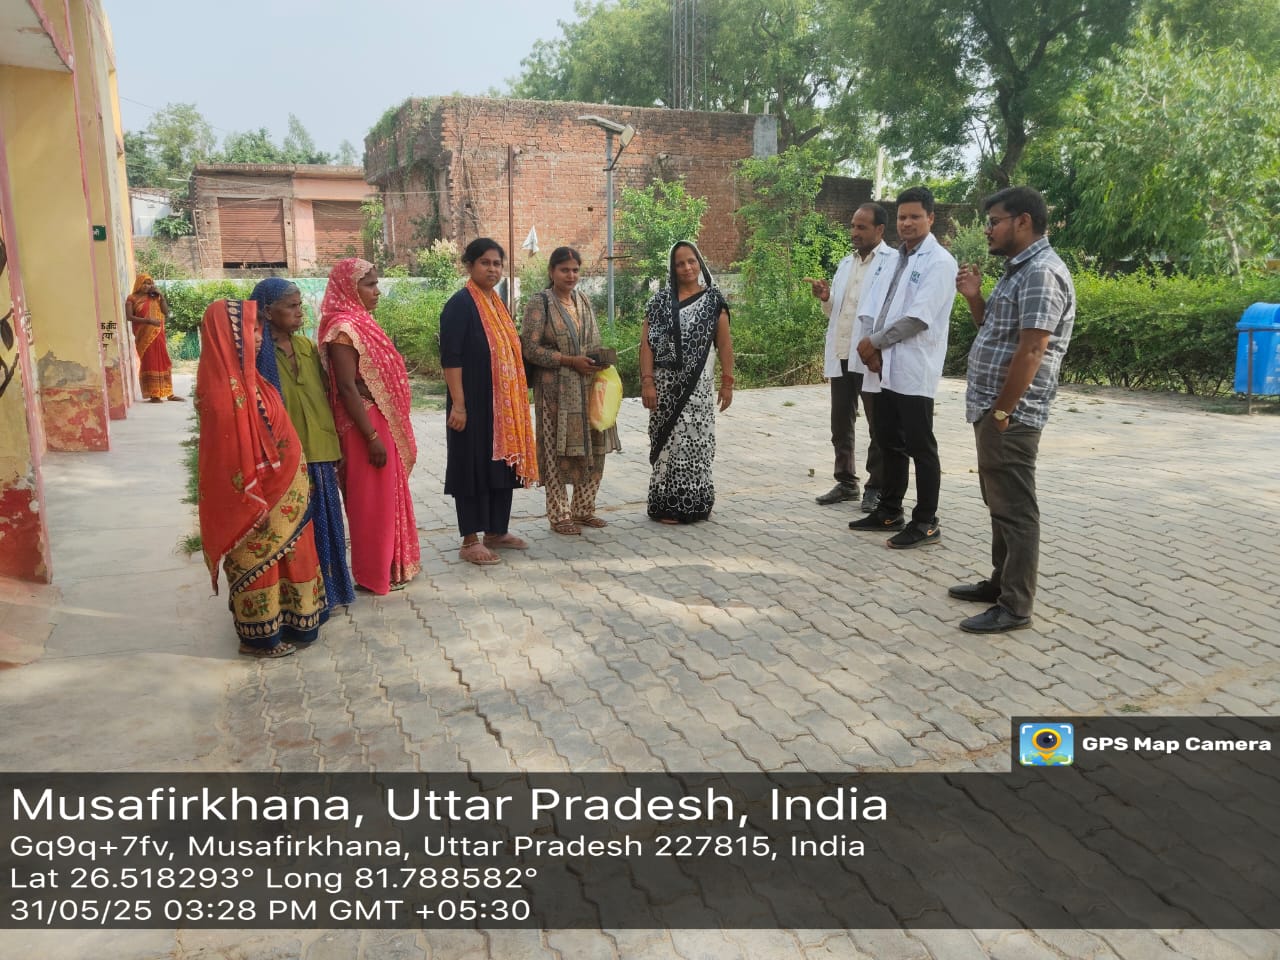 GPS Map Camera
Musafirkhana, Uttar Pradesh, India
Gq9q+7fv, Musafirkhana, Uttar Pradesh 227815, India
Lat 26.518293° Long 81.788582°
31/05/25 03:28 PM GMT +05:30